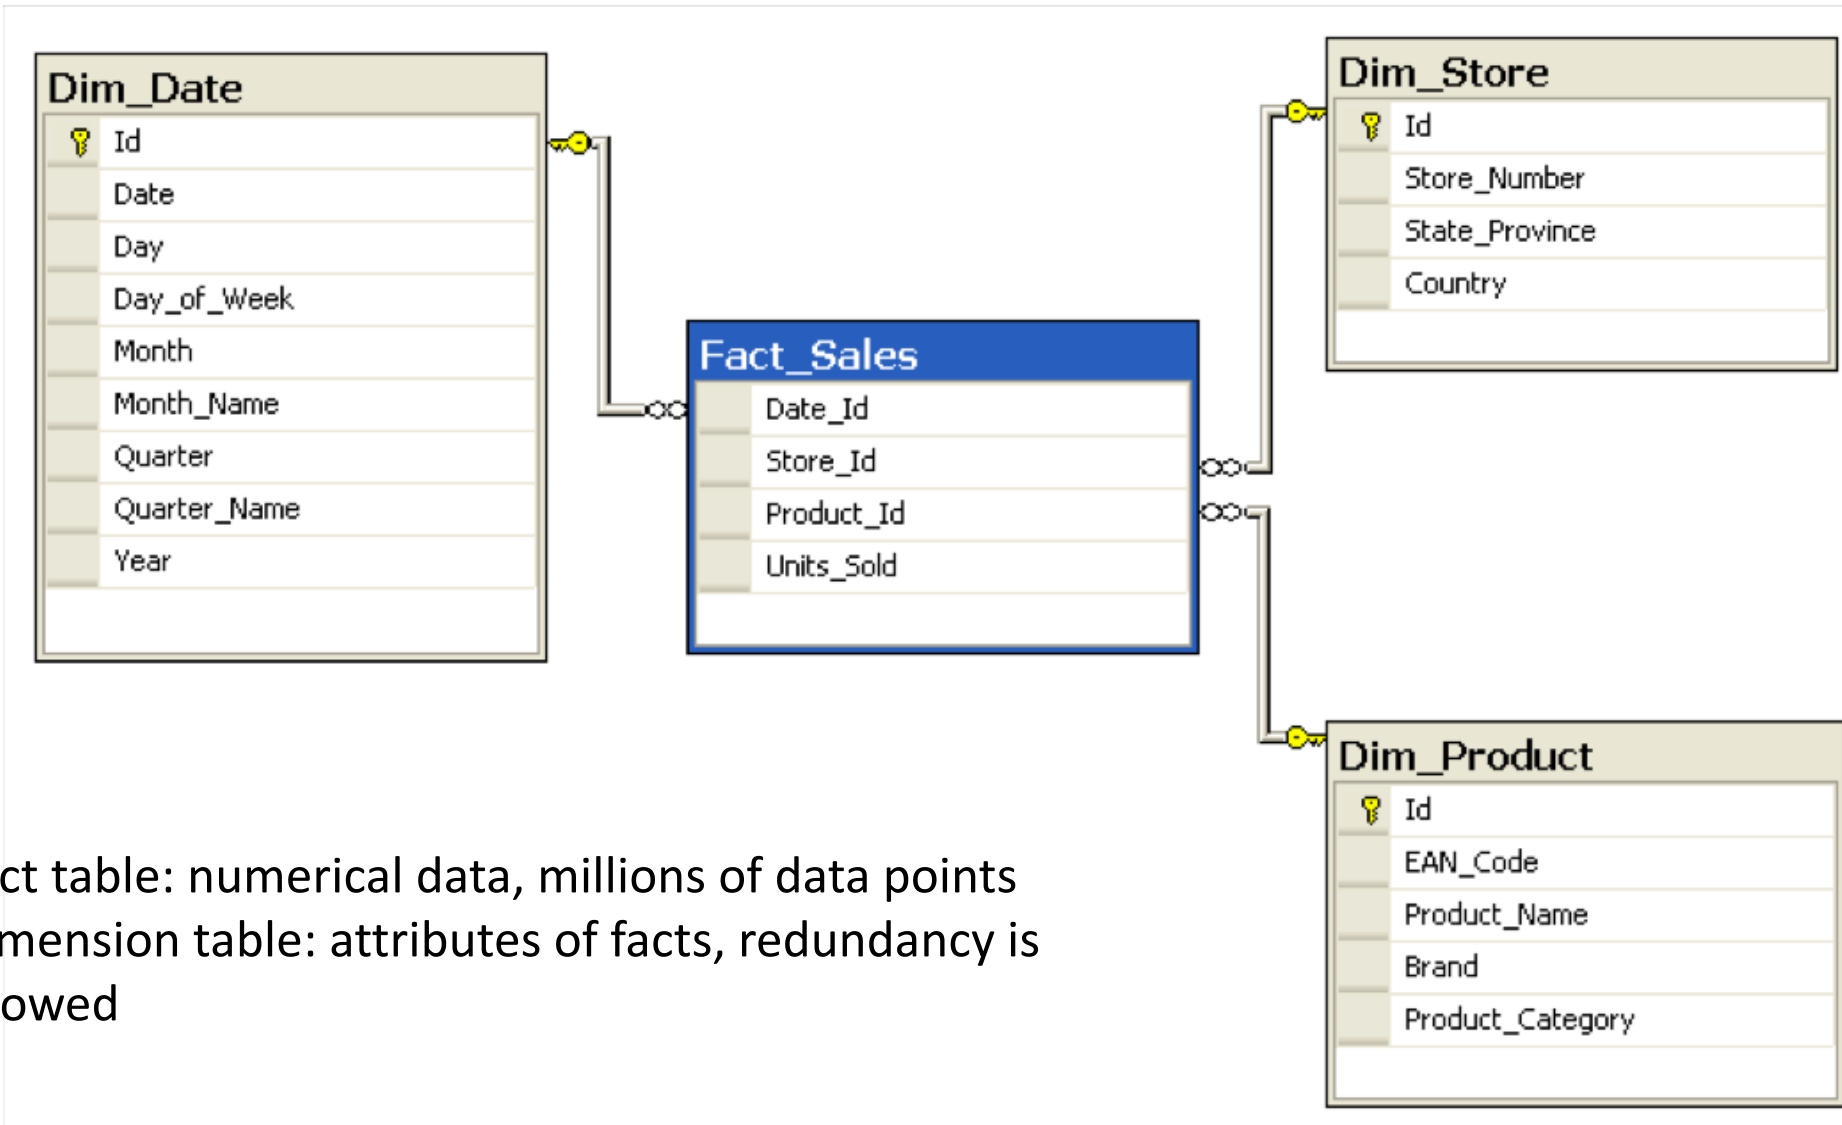 Dim_Date
Id
Date
Day
Day_of_Week
Month
Month_Name
Quarter
Quarter_Name
Year
Fact_Sales
Date_Id
Store_Id
Product_Id
Units_Sold
Dim_Store
Id
Store_Number
State_Province
Country
Dim_Product
Id
EAN_Code
Product_Name
Brand
Product_Category
ct table: numerical data, millions of data points
mension table: attributes of facts, redundancy is
owed